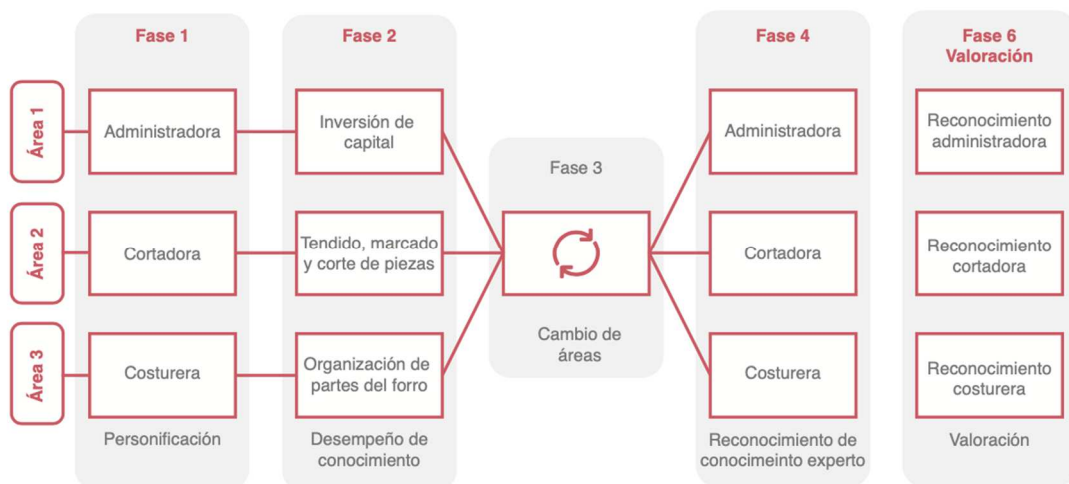 Fase 1
Fase 2
Fase 4
Fase 6
Valoración
Área 1
Administradora
Inversión de
capital
Fase 3
Administradora
Reconocimiento
administradora
Área 2
Cortadora
Tendido, marcado
y corte de piezas
Cortadora
Reconocimiento
cortadora
Cambio de
áreas
Área 3
Costurera
Organización de
partes del forro
Costurera
Reconocimiento
costurera
Personificación
Desempeño de
conocimiento
Reconocimiento de
conocimeinto experto
Valoración